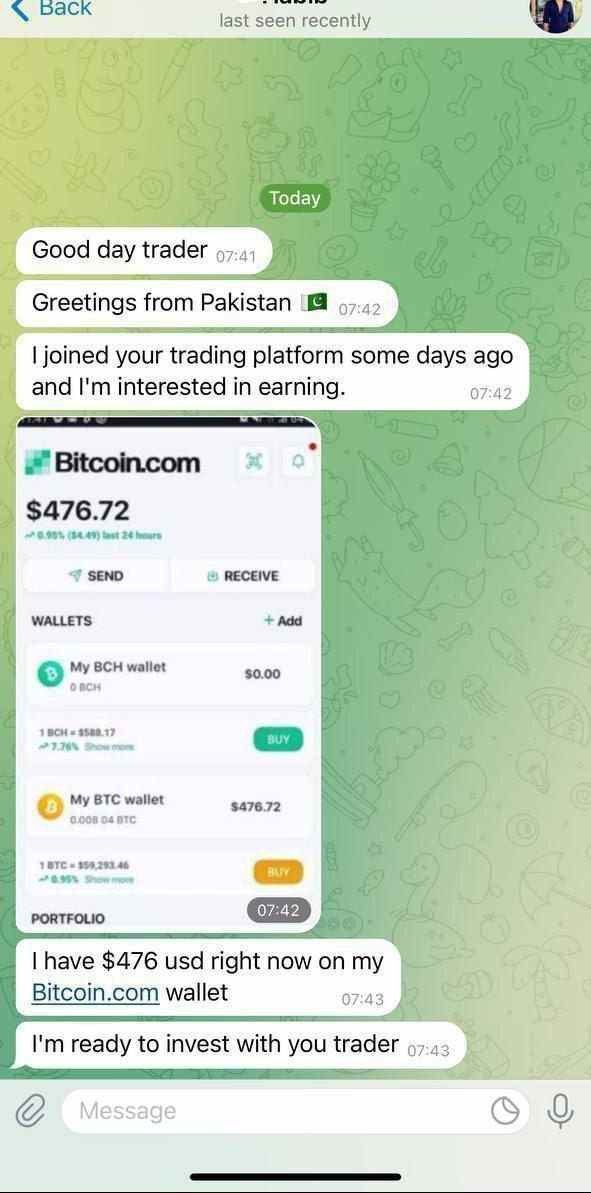 Back
last seen recently
Today
Good day trader 07:41
Greetings from Pakistan 🇵🇰 07:42
I joined your trading platform some days ago
and I'm interested in earning. 07:42
Bitcoin.com
$476.72
0.95% ($4.49) last 24 hours
SEND RECEIVE
WALLETS + Add
My BCH wallet $0.00
0 BCH
1 BCH = $588.17 BUY
7.76% Show more
My BTC wallet $476.72
0.008 04 BTC
1 BTC = $59,293.46 BUY
0.95% Show more
PORTFOLIO 07:42
I have $476 usd right now on my
Bitcoin.com wallet 07:43
I'm ready to invest with you trader 07:43
Message